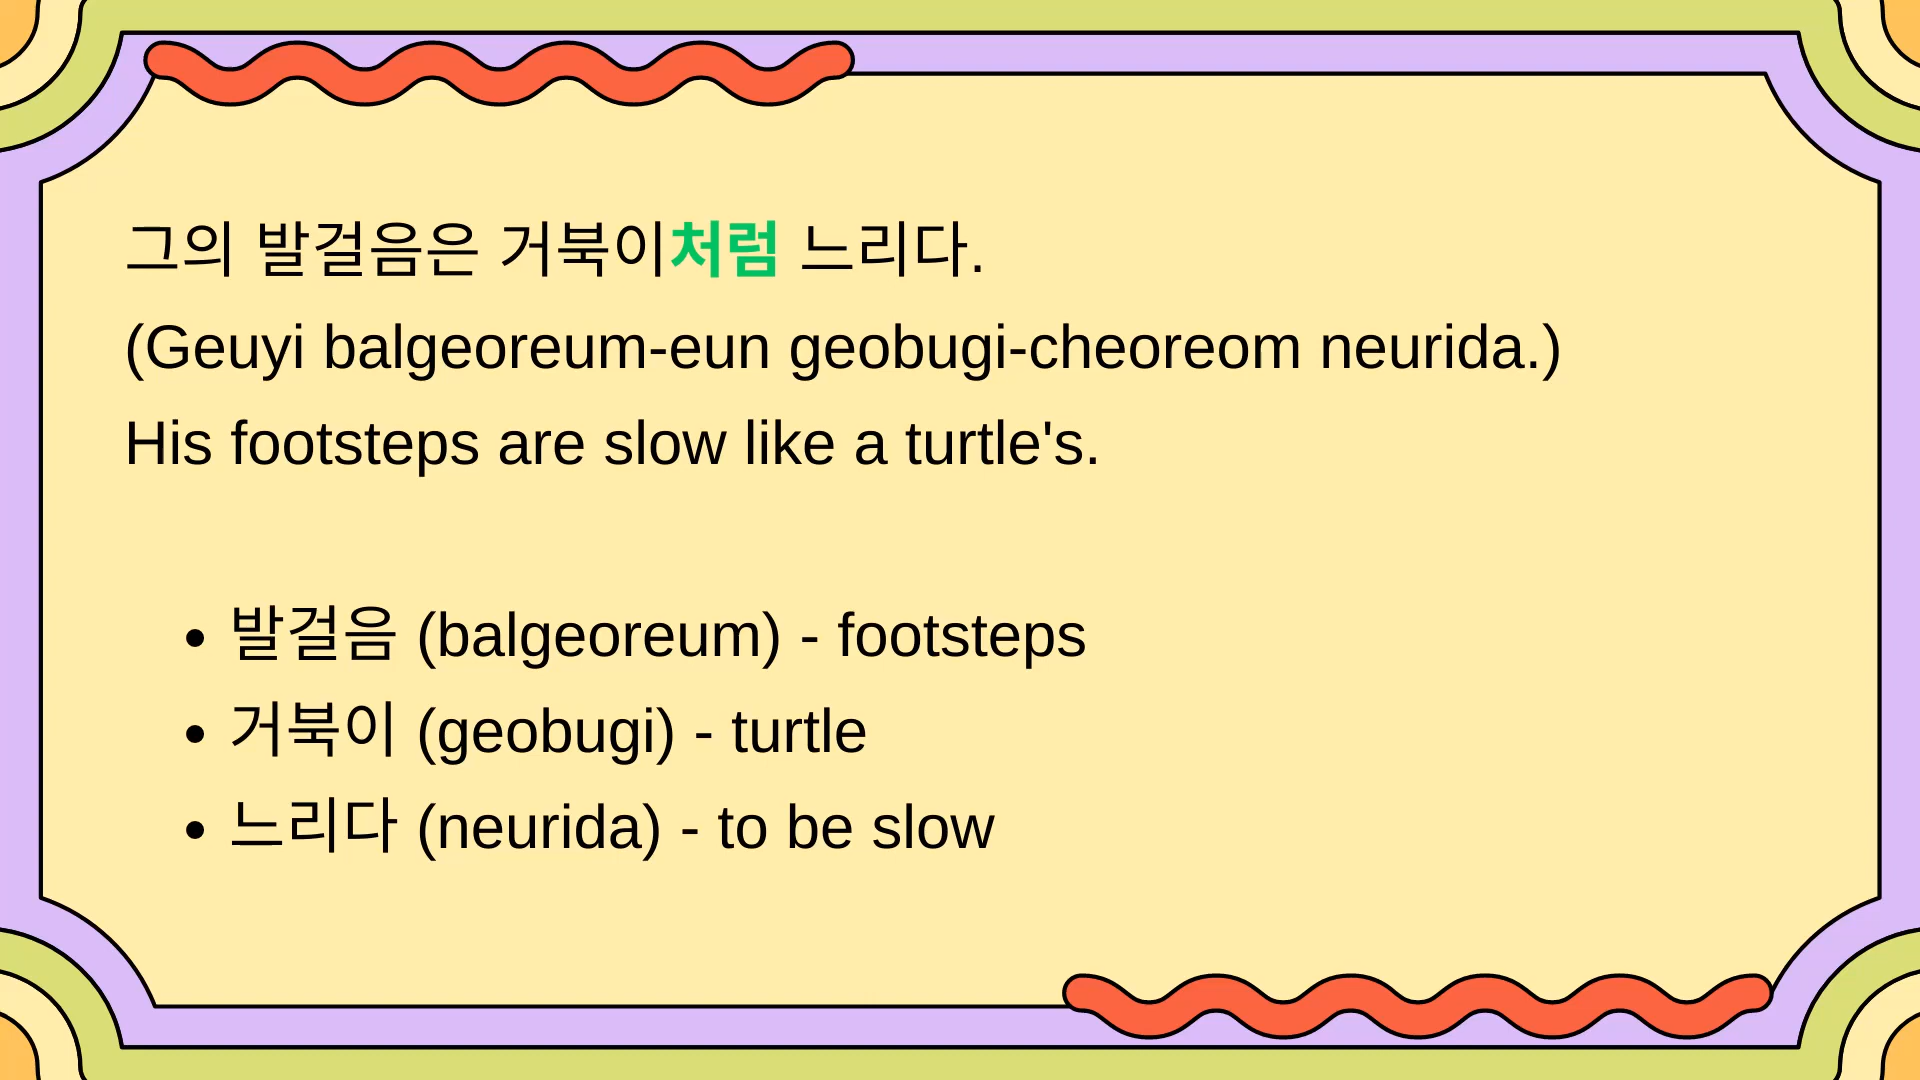 그의 발걸음은 거북이처럼 느리다.
(Geuyi balgeoreum-eun geobugi-cheoreom neurida.)
His footsteps are slow like a turtle's.
• 발걸음 (balgeoreum) - footsteps
• 거북이 (geobugi) - turtle
• 느리다 (neurida) - to be slow